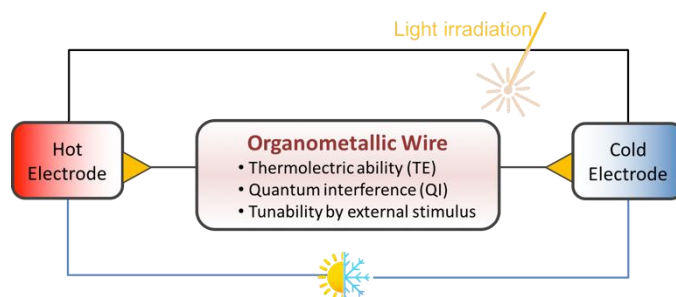 Light irradiation
Hot
Electrode
Organometallic Wire
• Thermolectric ability (TE)
• Quantum interference (QI)
• Tunability by external stimulus
Cold
Electrode